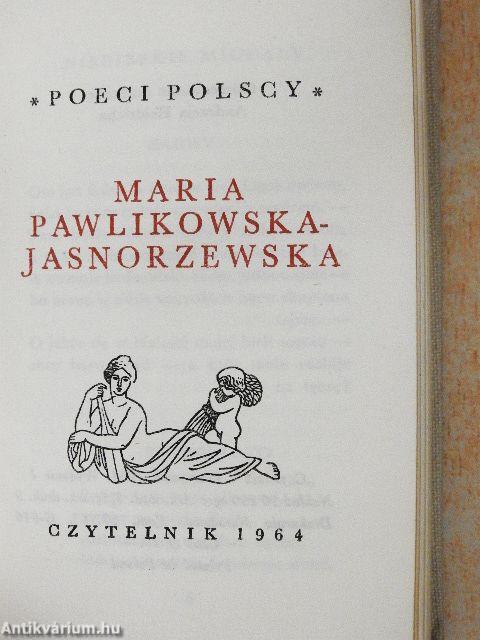 * POECI POLSCY *
MARIA
PAWLIKOWSKA-
JASNORZEWSKA
CZYTELNIK 1964
Antikvárium.hu